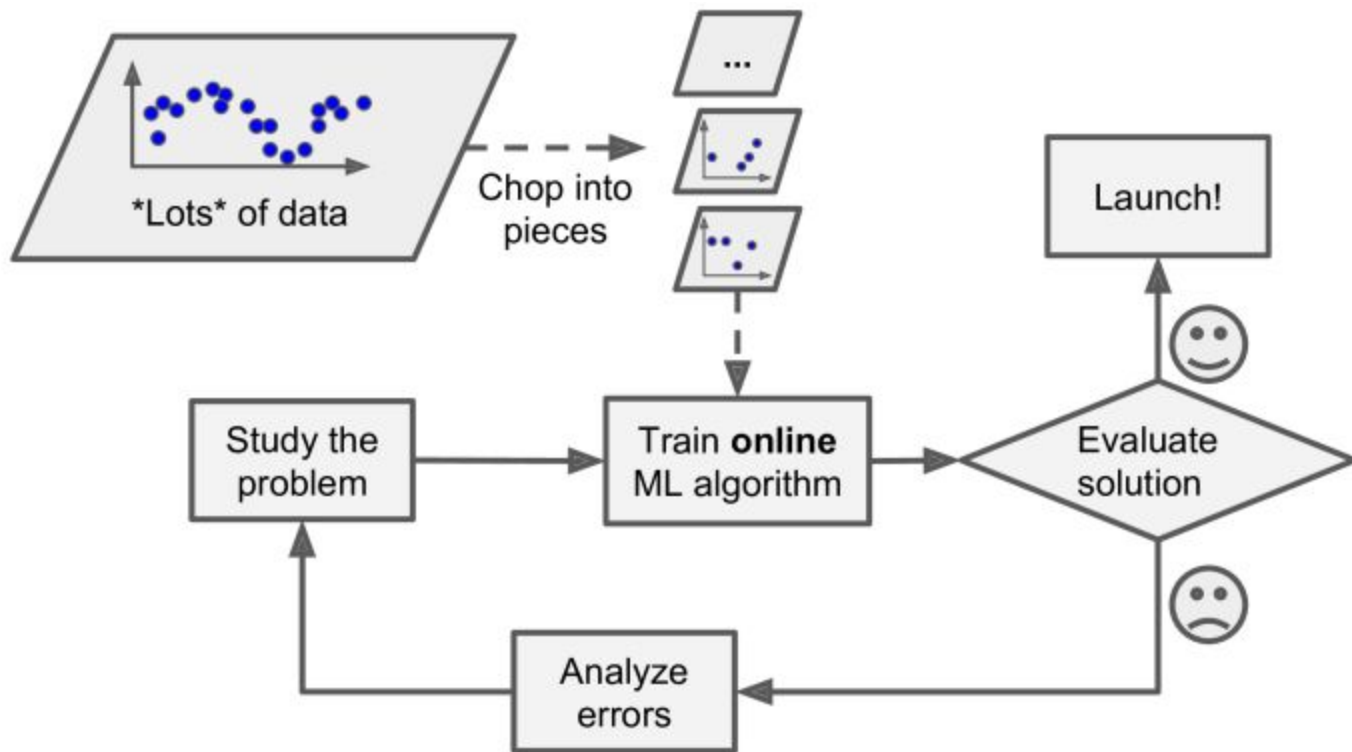 ...
*Lots* of data
Chop into
pieces
Launch!
Study the
problem
Train online
ML algorithm
Evaluate
solution
Analyze
errors